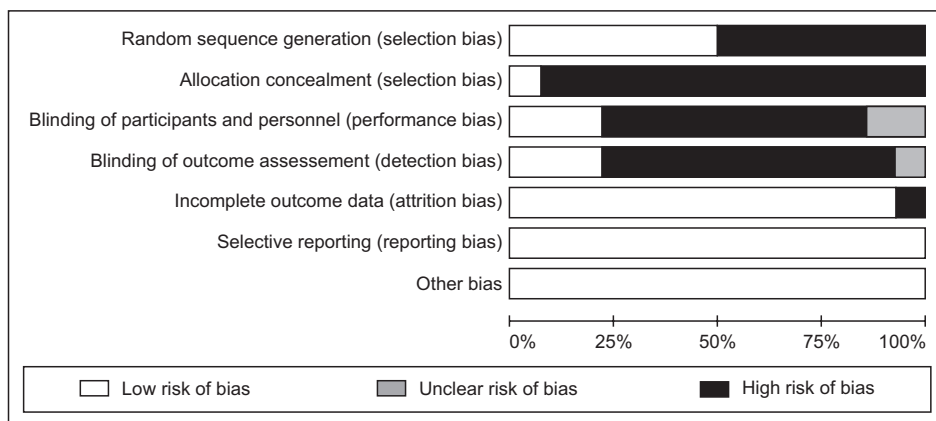 Random sequence generation (selection bias)
Allocation concealment (selection bias)
Blinding of participants and personnel (performance bias)
Blinding of outcome assessement (detection bias)
Incomplete outcome data (attrition bias)
Selective reporting (reporting bias)
Other bias
0% 25% 50% 75% 100%
Low risk of bias Unclear risk of bias High risk of bias